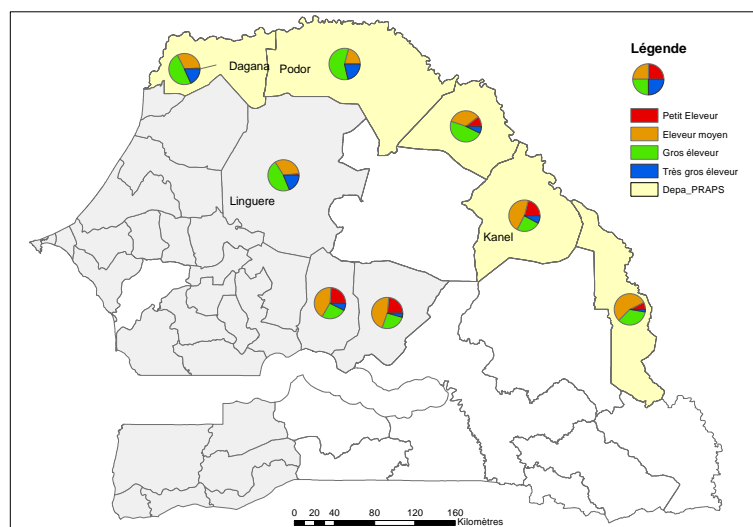 Légende
Petit Eleveur
Eleveur moyen
Gros éleveur
Très gros éleveur
Depa_PRAPS
Dagana
Podor
Linguere
Kanel
0 20 40 80 120 160
Kilomètres